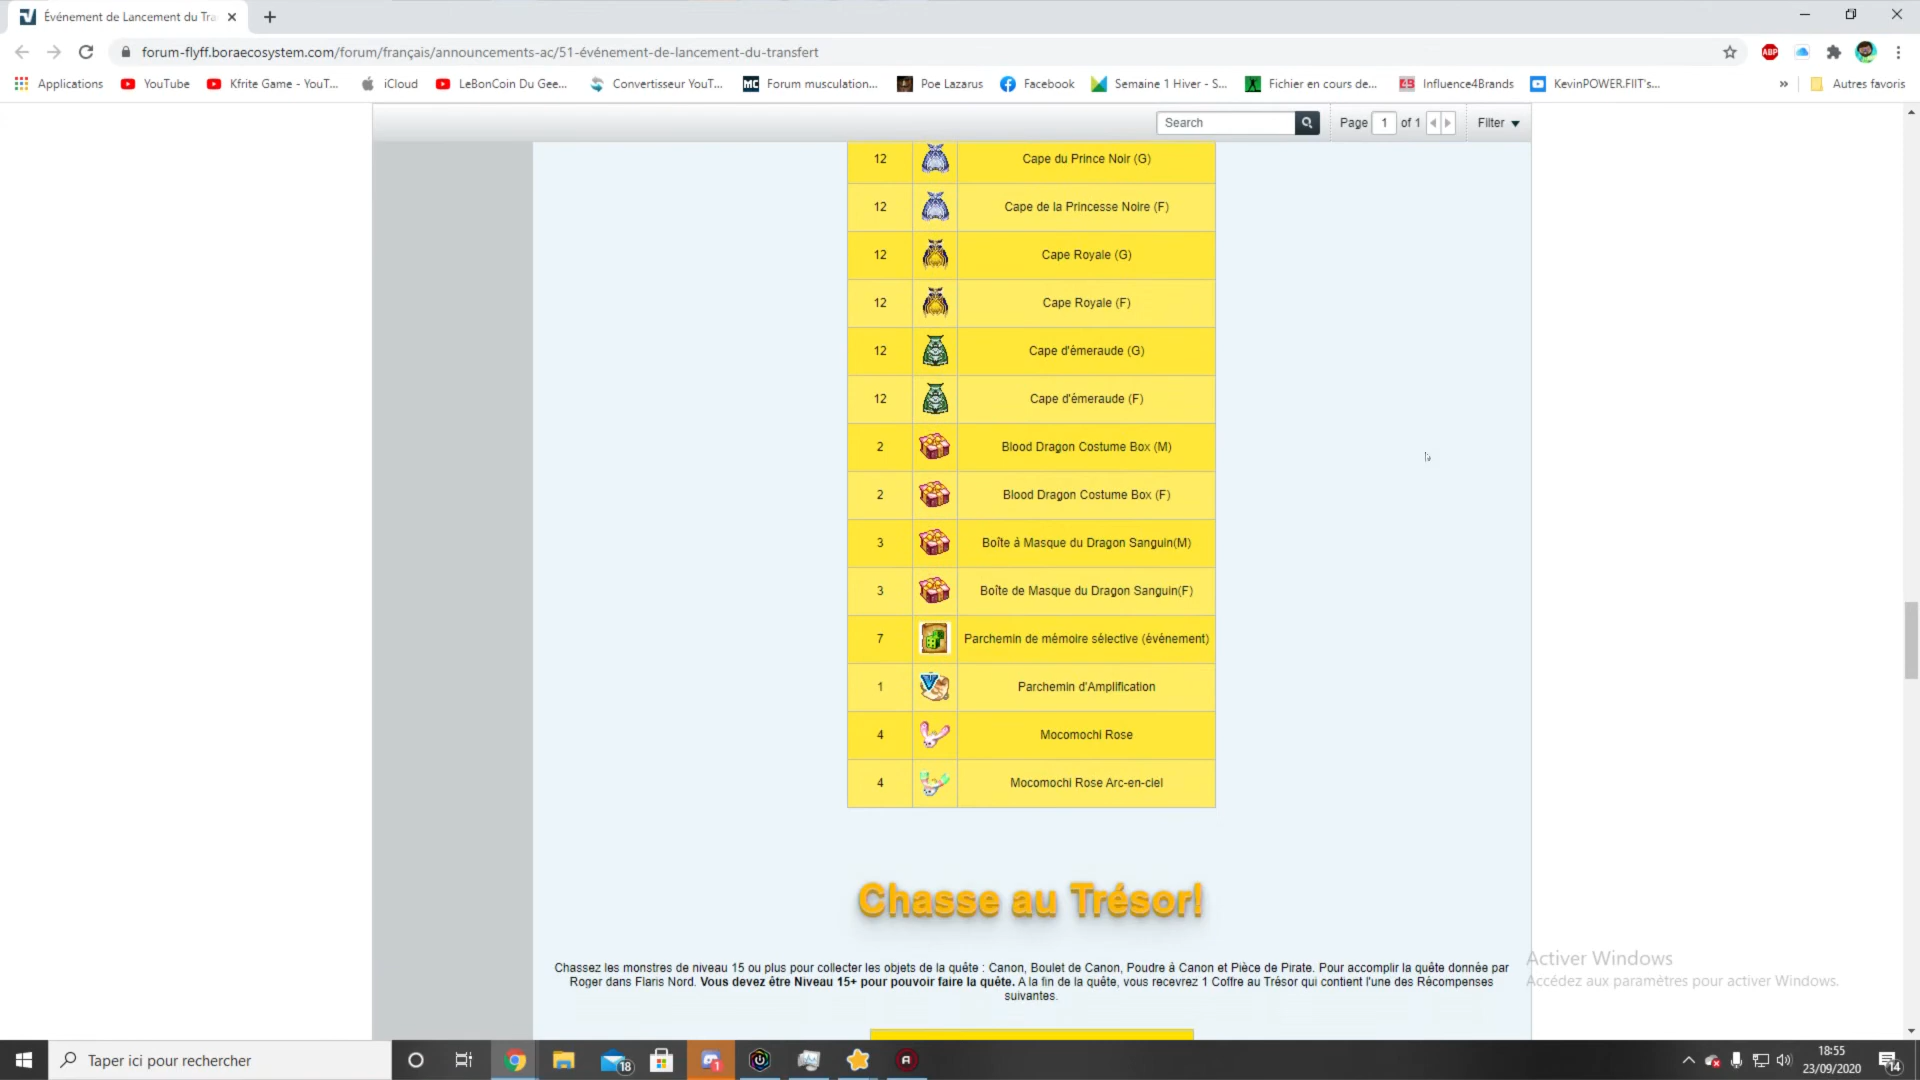 Événement de Lancement du Tra
forum-flyff.boraecosystem.com/forum/français/announcements-ac/51-événement-de-lancement-du-transfert
ABP
Applications YouTube Kfrite Game - YouT... iCloud LeBonCoin Du Gee... Convertisseur YouT... MC Forum musculation... Poe Lazarus Facebook Semaine 1 Hiver - S... Fichier en cours de... Influence4Brands KevinPOWER.FIIT's... » Autres favoris
Search Page 1 of 1 Filter
12 Cape du Prince Noir (G)
12 Cape de la Princesse Noire (F)
12 Cape Royale (G)
12 Cape Royale (F)
12 Cape d'émeraude (G)
12 Cape d'émeraude (F)
2 Blood Dragon Costume Box (M)
2 Blood Dragon Costume Box (F)
3 Boîte à Masque du Dragon Sanguin(M)
3 Boîte de Masque du Dragon Sanguin(F)
7 Parchemin de mémoire sélective (événement)
1 Parchemin d'Amplification
4 Mocomochi Rose
4 Mocomochi Rose Arc-en-ciel
Chasse au Trésor!
Chassez les monstres de niveau 15 ou plus pour collecter les objets de la quête : Canon, Boulet de Canon, Poudre à Canon et Pièce de Pirate. Pour accomplir la quête donnée par
Roger dans Flaris Nord. Vous devez être Niveau 15+ pour pouvoir faire la quête. A la fin de la quête, vous recevrez 1 Coffre au Trésor qui contient l'une des Récompenses
suivantes.
Activer Windows
Accédez aux paramètres pour activer Windows.
Taper ici pour rechercher
18
1
18:55
23/09/2020
14